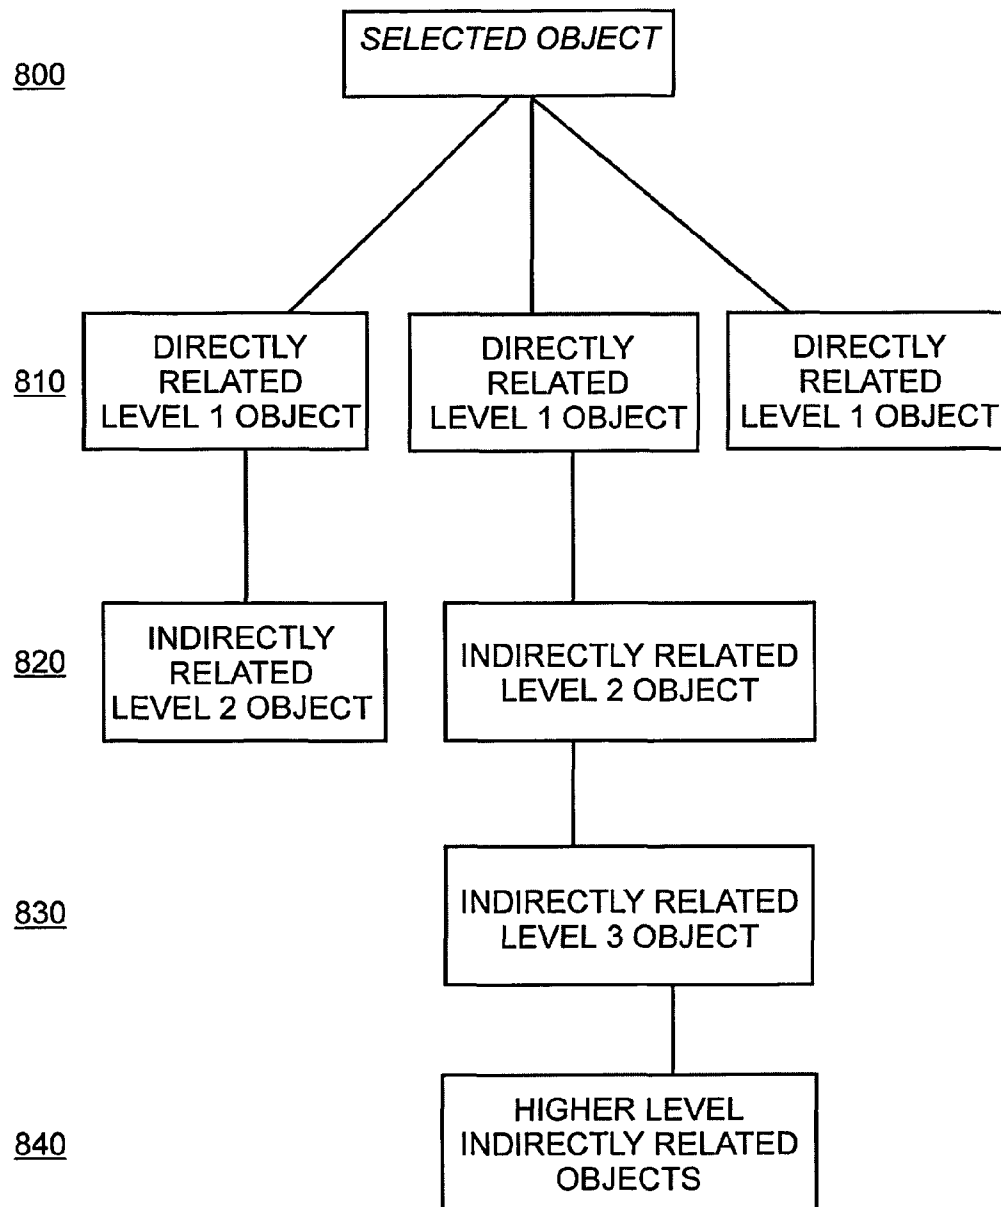 SELECTED OBJECT
800
DIRECTLY
RELATED
LEVEL 1 OBJECT
DIRECTLY
RELATED
LEVEL 1 OBJECT
DIRECTLY
RELATED
LEVEL 1 OBJECT
810
INDIRECTLY
RELATED
LEVEL 2 OBJECT
INDIRECTLY RELATED
LEVEL 2 OBJECT
820
INDIRECTLY RELATED
LEVEL 3 OBJECT
830
HIGHER LEVEL
INDIRECTLY RELATED
OBJECTS
840